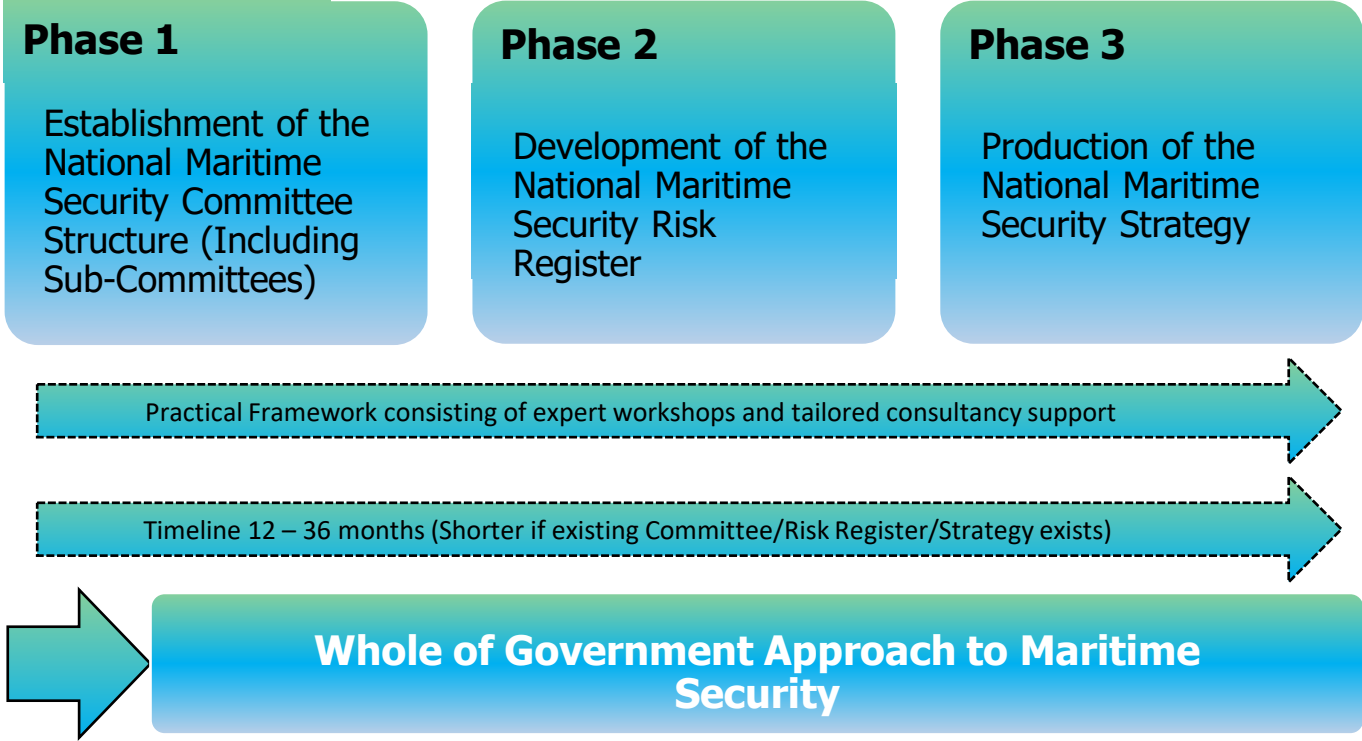 Phase 1
Establishment of the
National Maritime
Security Committee
Structure (Including
Sub-Committees)
Phase 2
Development of the
National Maritime
Security Risk
Register
Phase 3
Production of the
National Maritime
Security Strategy
Practical Framework consisting of expert workshops and tailored consultancy support
Timeline 12 – 36 months (Shorter if existing Committee/Risk Register/Strategy exists)
Whole of Government Approach to Maritime
Security